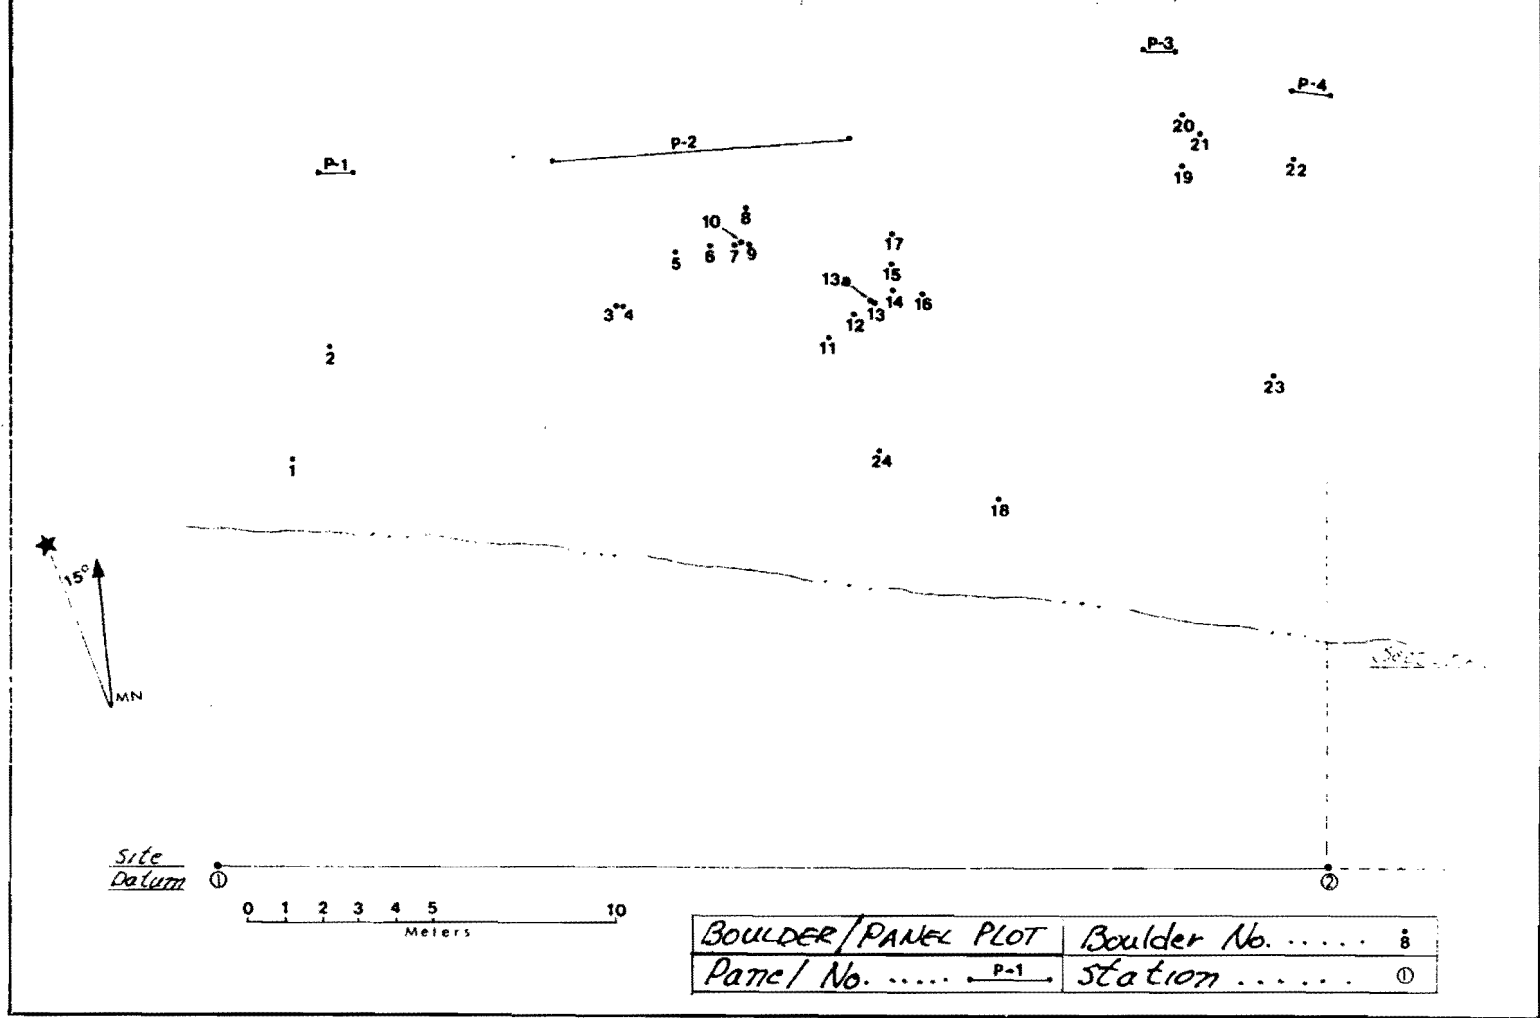 P-3
P-4
20
21
P-2
P-1
19
22
10
8
17
5
6
7
9
15
13a
14
16
3
4
13
12
11
2
23
24
1
18
15°
MN
Site
Datum
1
2
0 1 2 3 4 5 10
Meters
BOULDER/PANEL PLOT
Boulder No. ..... 8
Panel No. ..... P-1
Station ...... 1